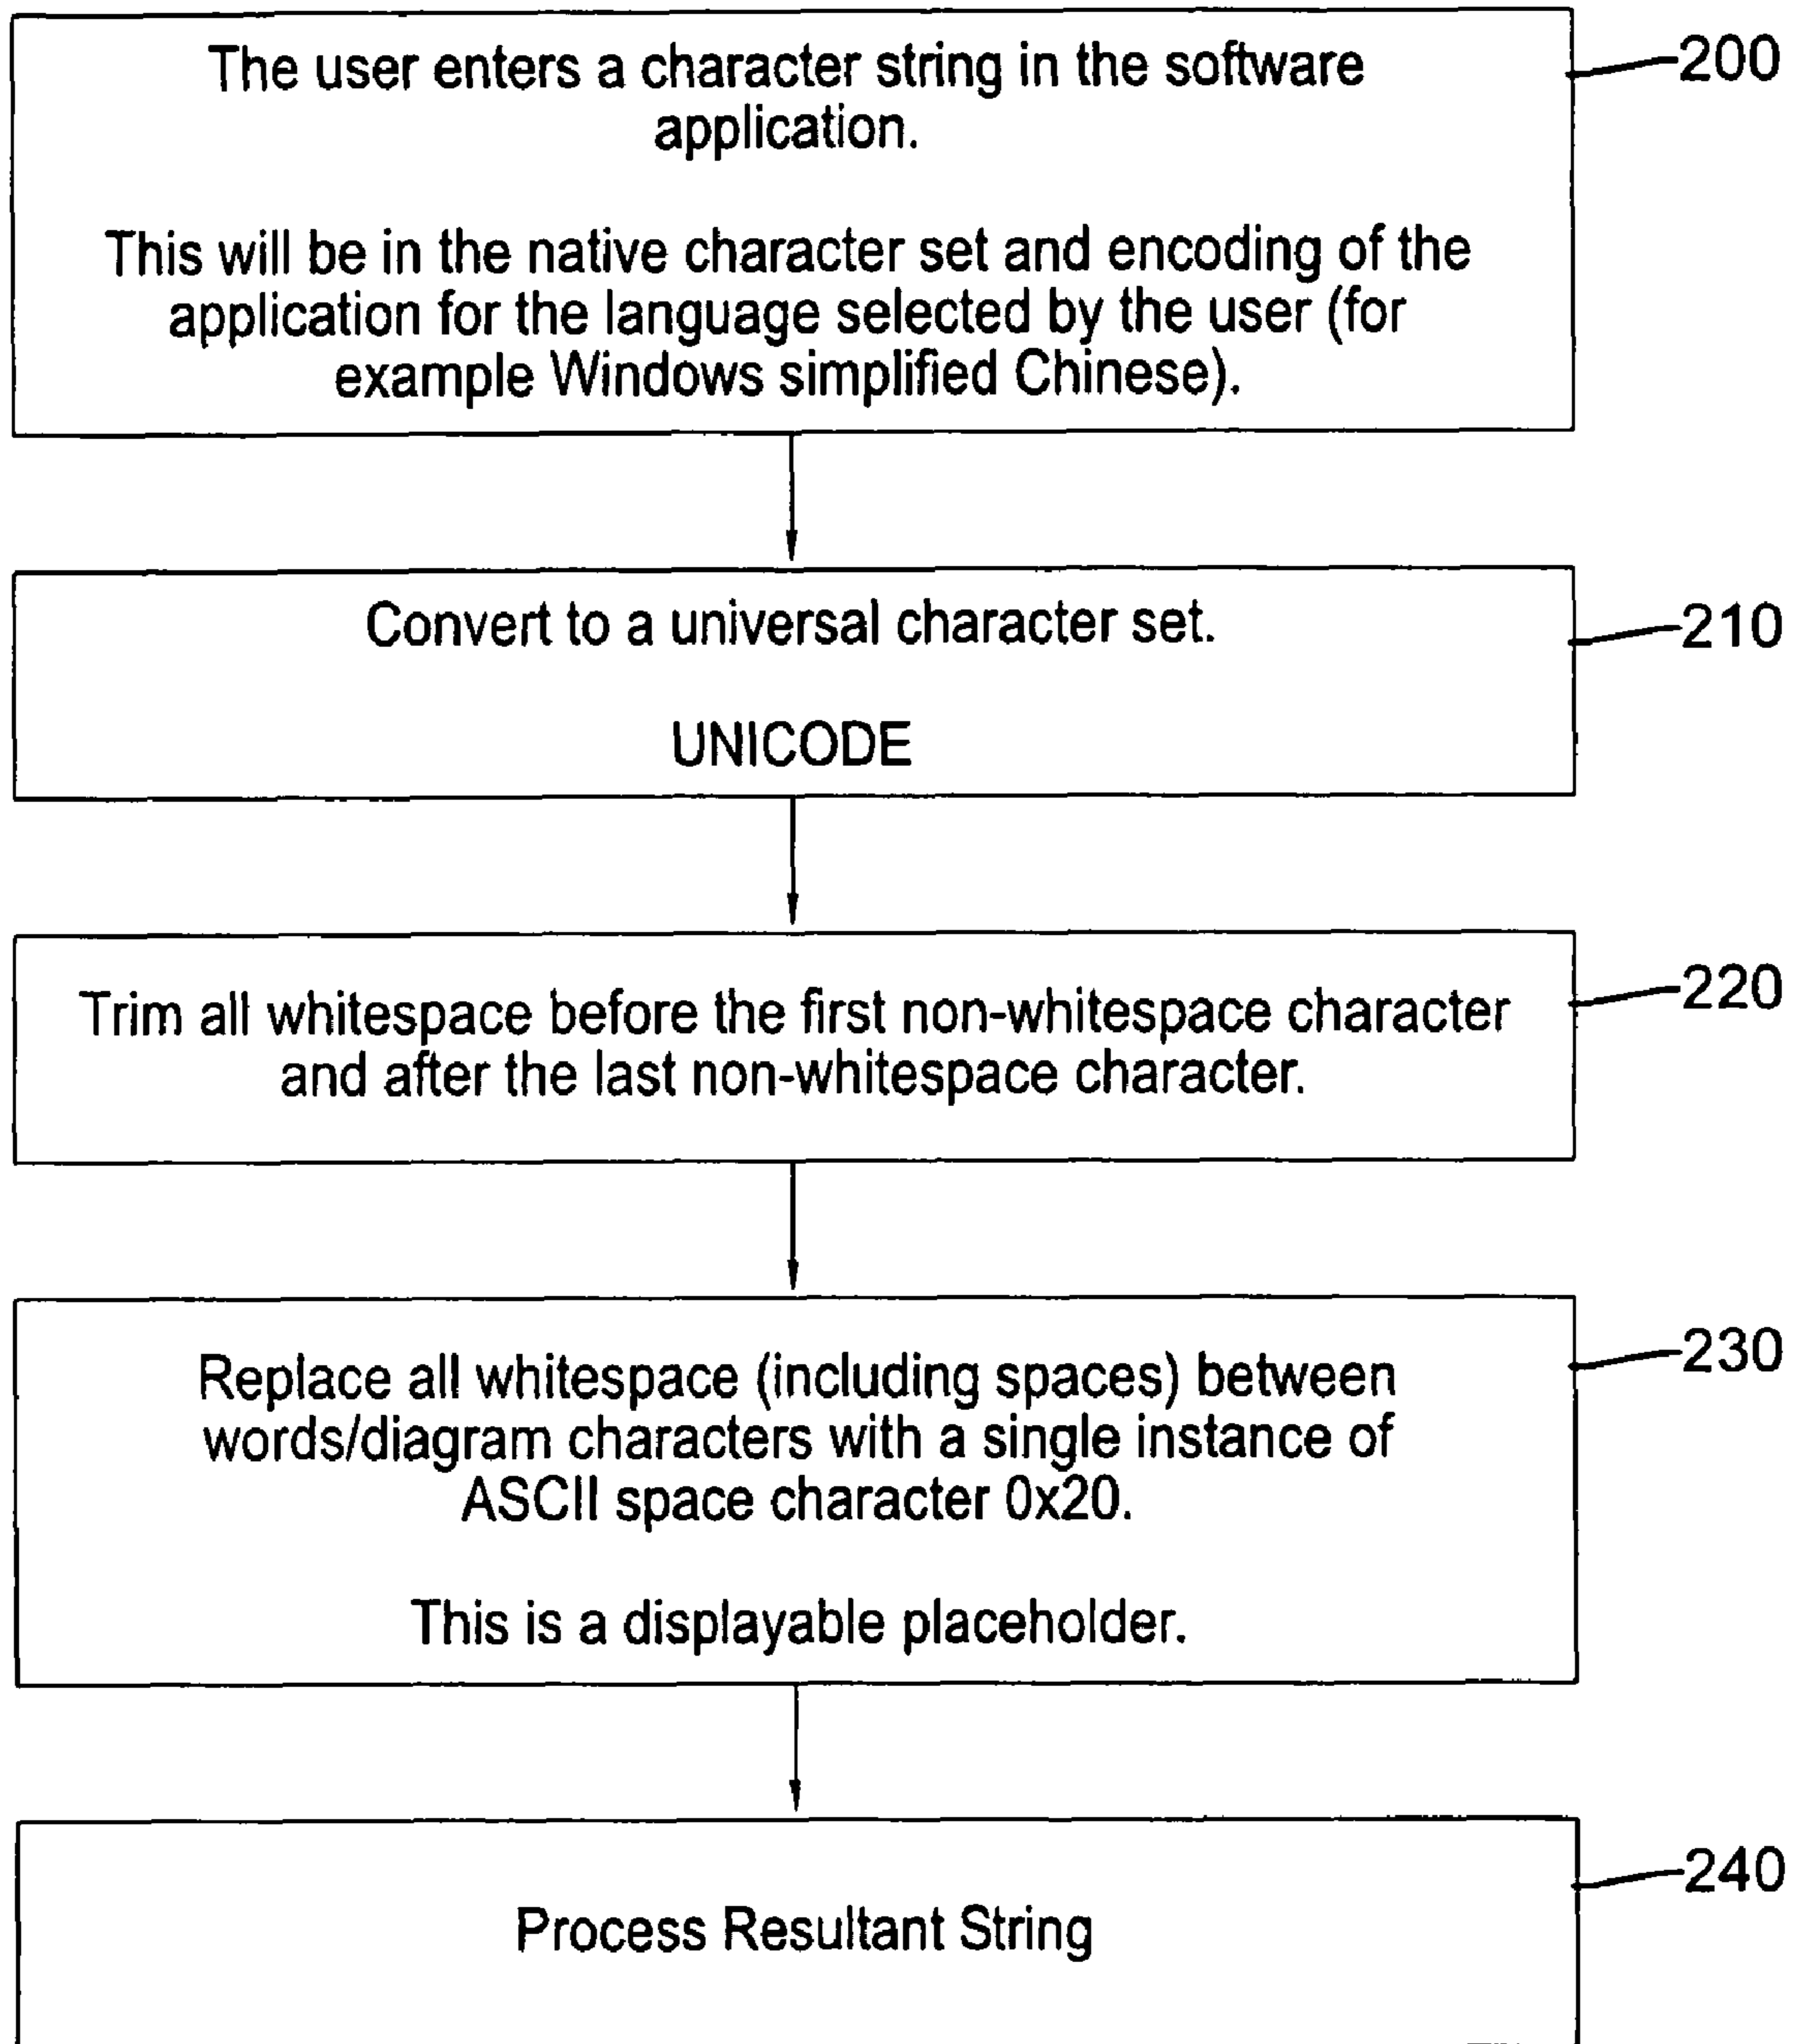 The user enters a character string in the software
application.
200
This will be in the native character set and encoding of the
application for the language selected by the user (for
example Windows simplified Chinese).
Convert to a universal character set.
210
UNICODE
Trim all whitespace before the first non-whitespace character
220
and after the last non-whitespace character.
Replace all whitespace (including spaces) between
230
words/diagram characters with a single instance of
ASCII space character 0x20.
This is a displayable placeholder.
240
Process Resultant String